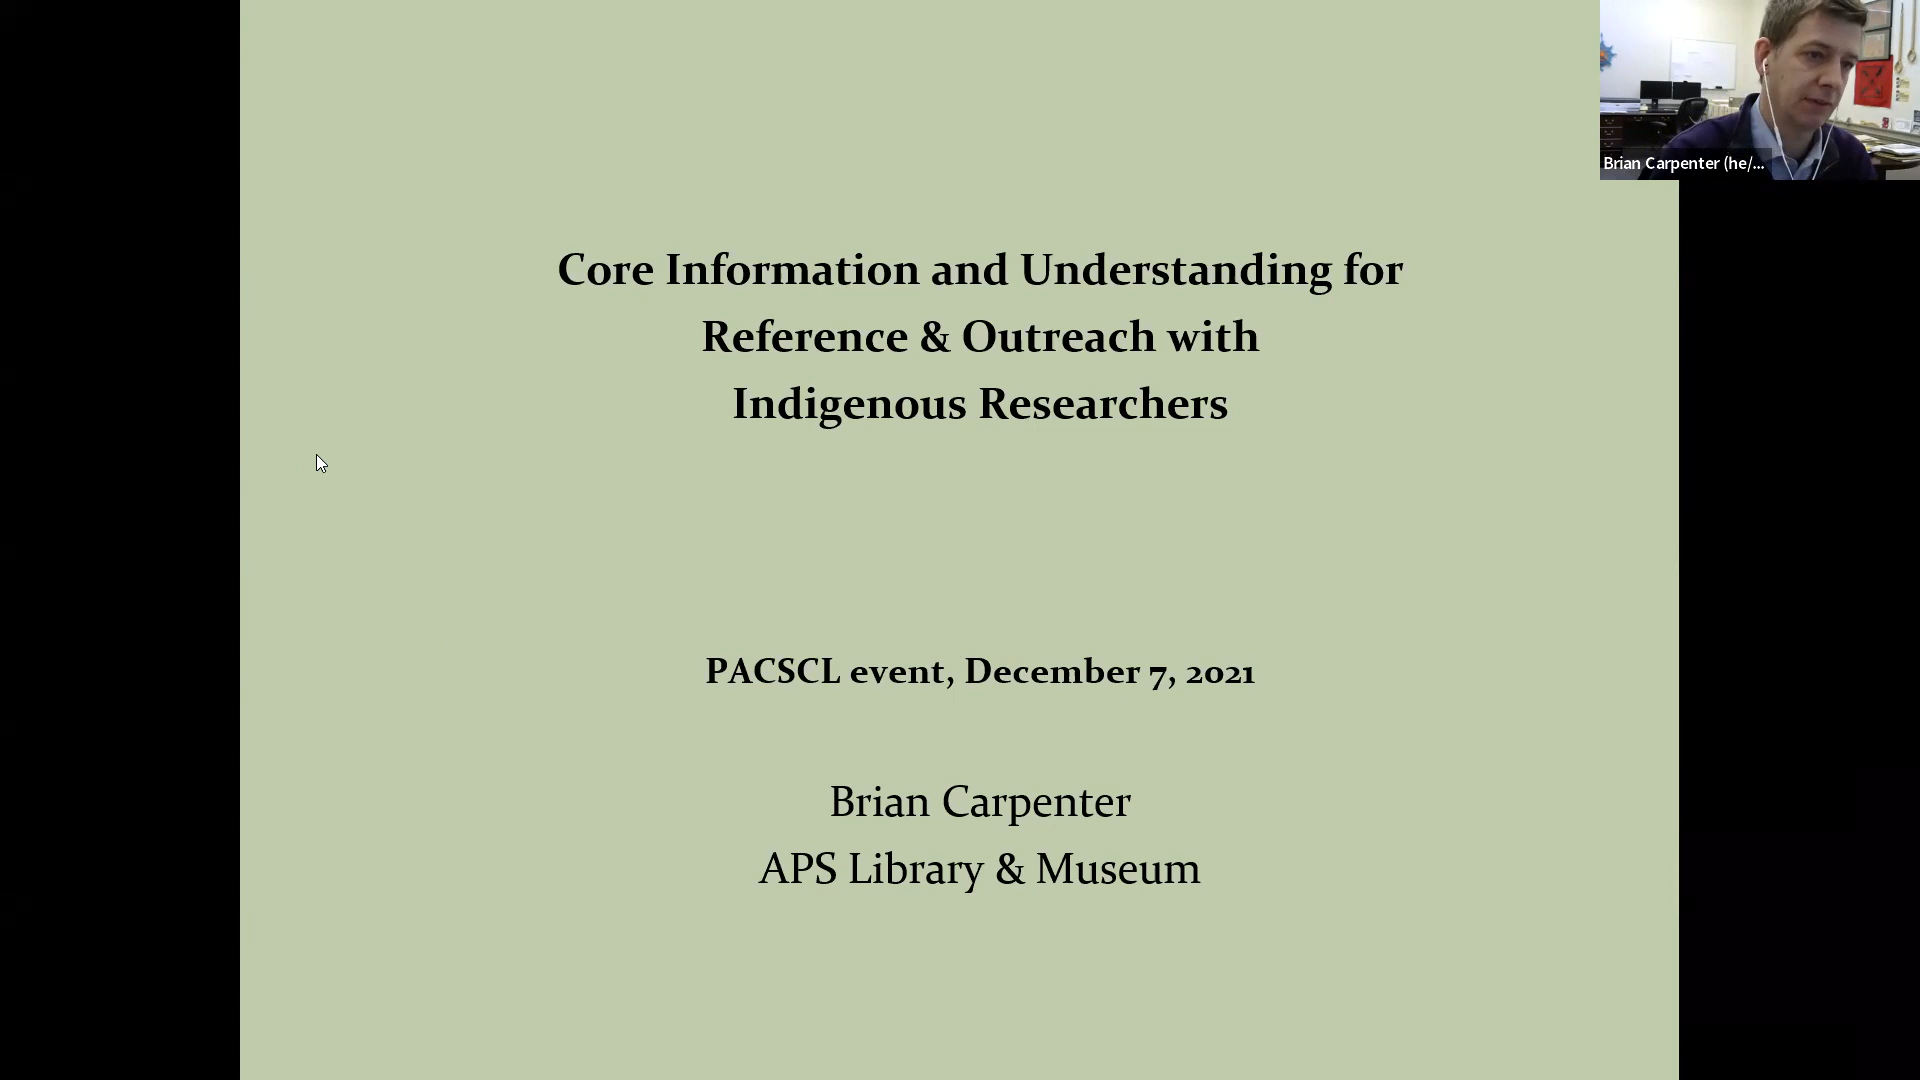 Core Information and Understanding for
Reference & Outreach with
Indigenous Researchers
PACSCL event, December 7, 2021
Brian Carpenter
APS Library & Museum
Brian Carpenter (he/...